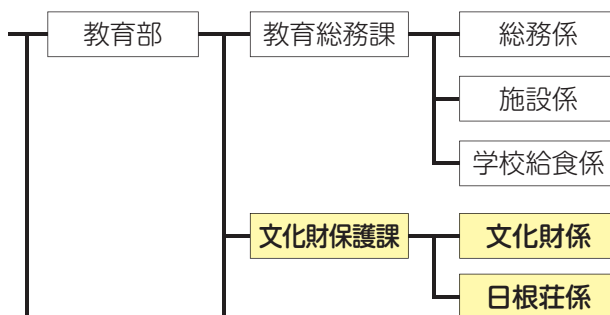 教育部
教育総務課
総務係
施設係
学校給食係
文化財保護課
文化財係
日根荘係